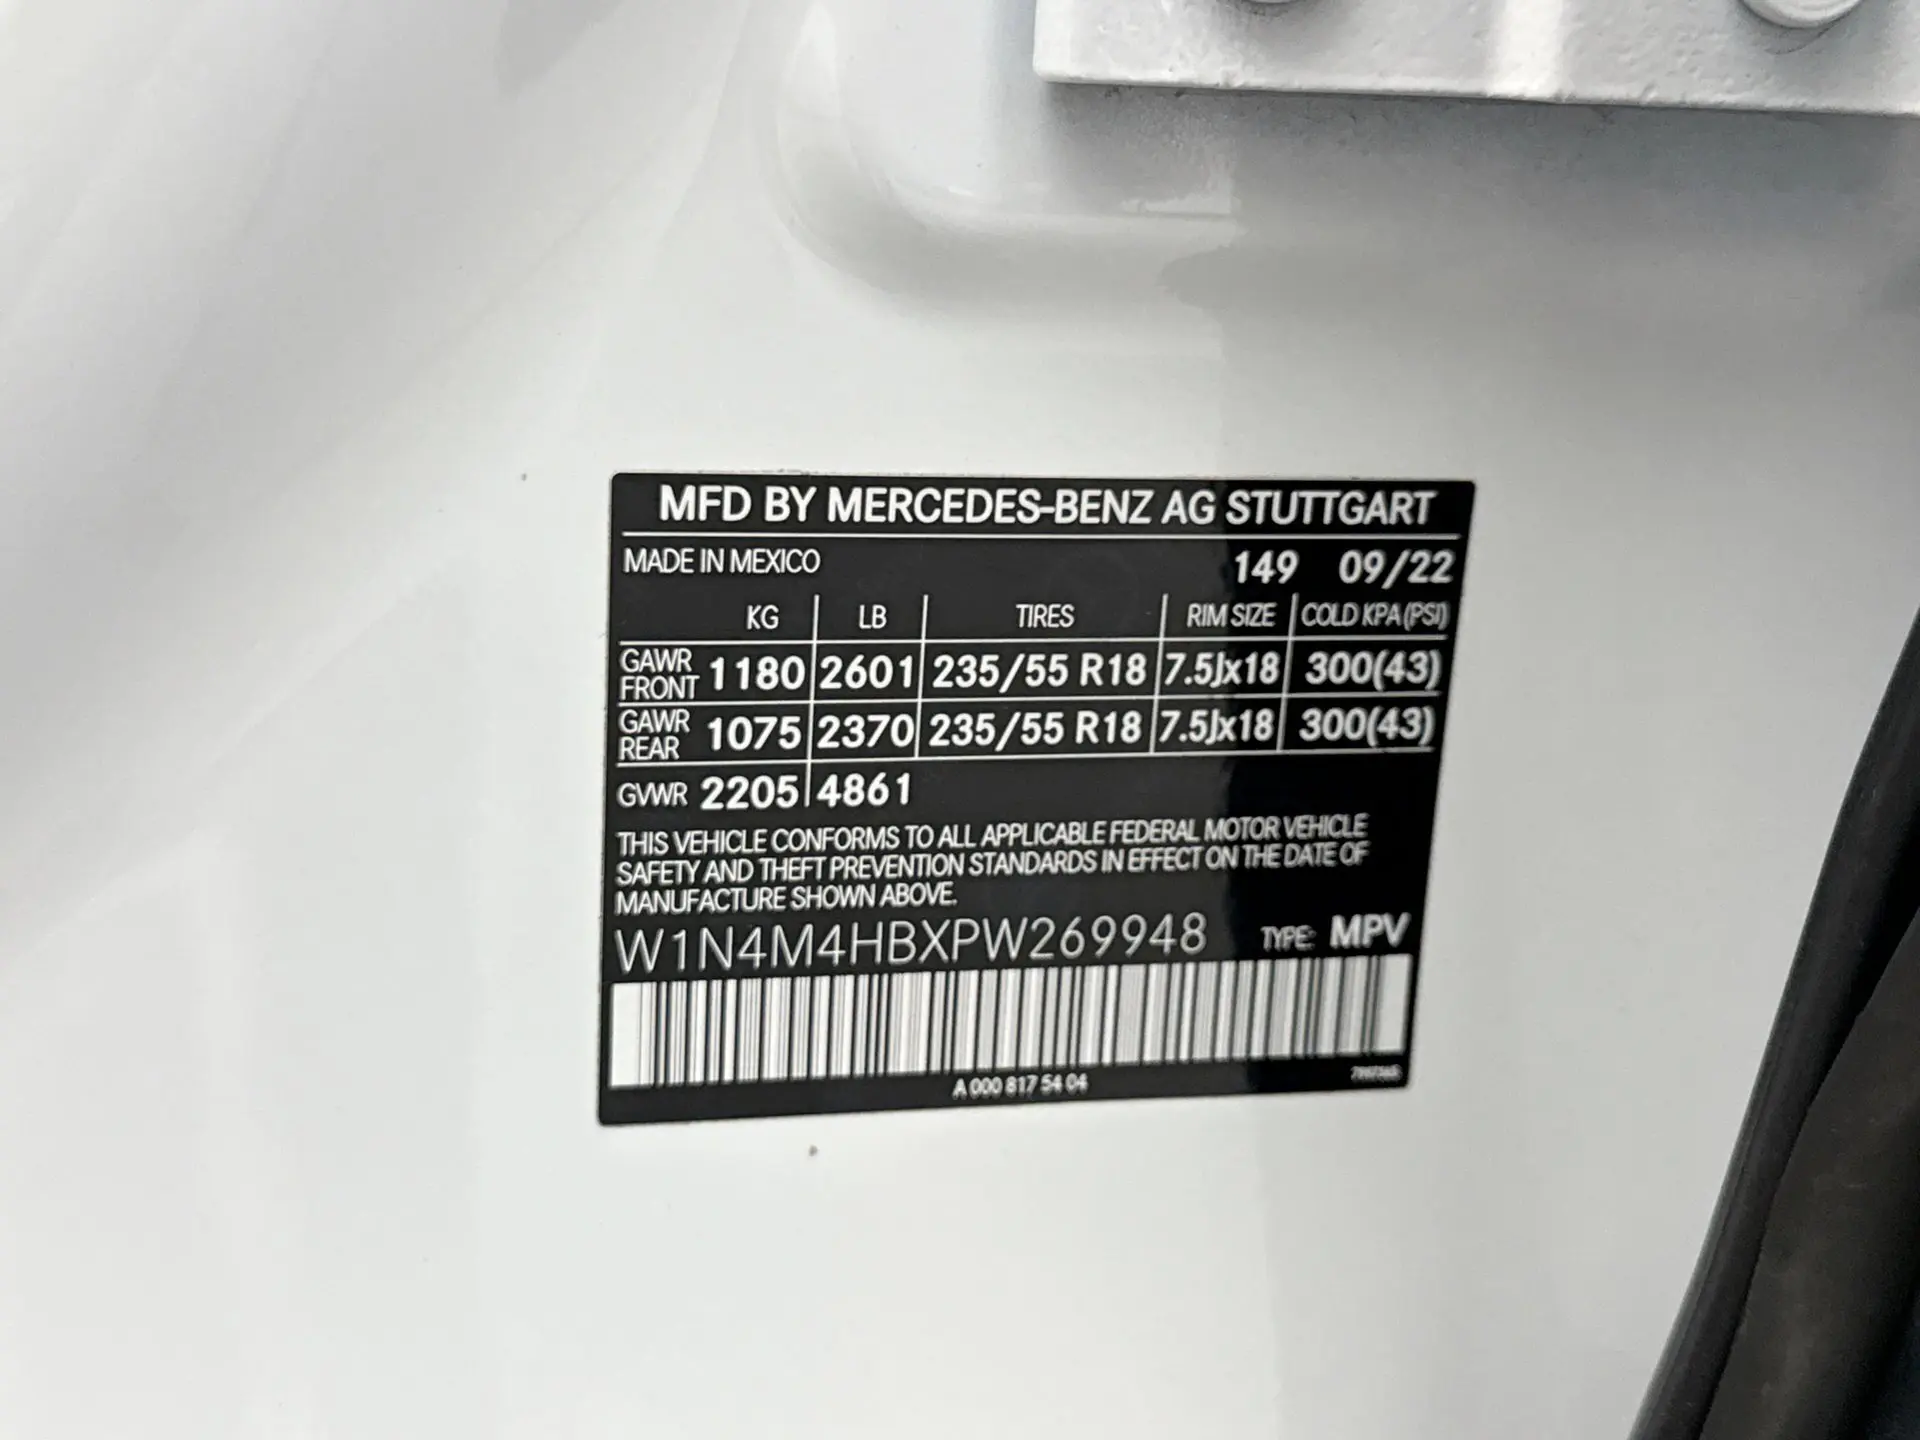 MFD BY MERCEDES-BENZ AG STUTTGART
MADE IN MEXICO 149 09/22
KG LB TIRES RIM SIZE COLD KPA (PSI)
GAWR FRONT 1180 2601 235/55 R18 7.5Jx18 300(43)
GAWR REAR 1075 2370 235/55 R18 7.5Jx18 300(43)
GVWR 2205 4861
THIS VEHICLE CONFORMS TO ALL APPLICABLE FEDERAL MOTOR VEHICLE
SAFETY AND THEFT PREVENTION STANDARDS IN EFFECT ON THE DATE OF
MANUFACTURE SHOWN ABOVE.
W1N4M4HBXPW269948 TYPE: MPV
A 000 817 54 04